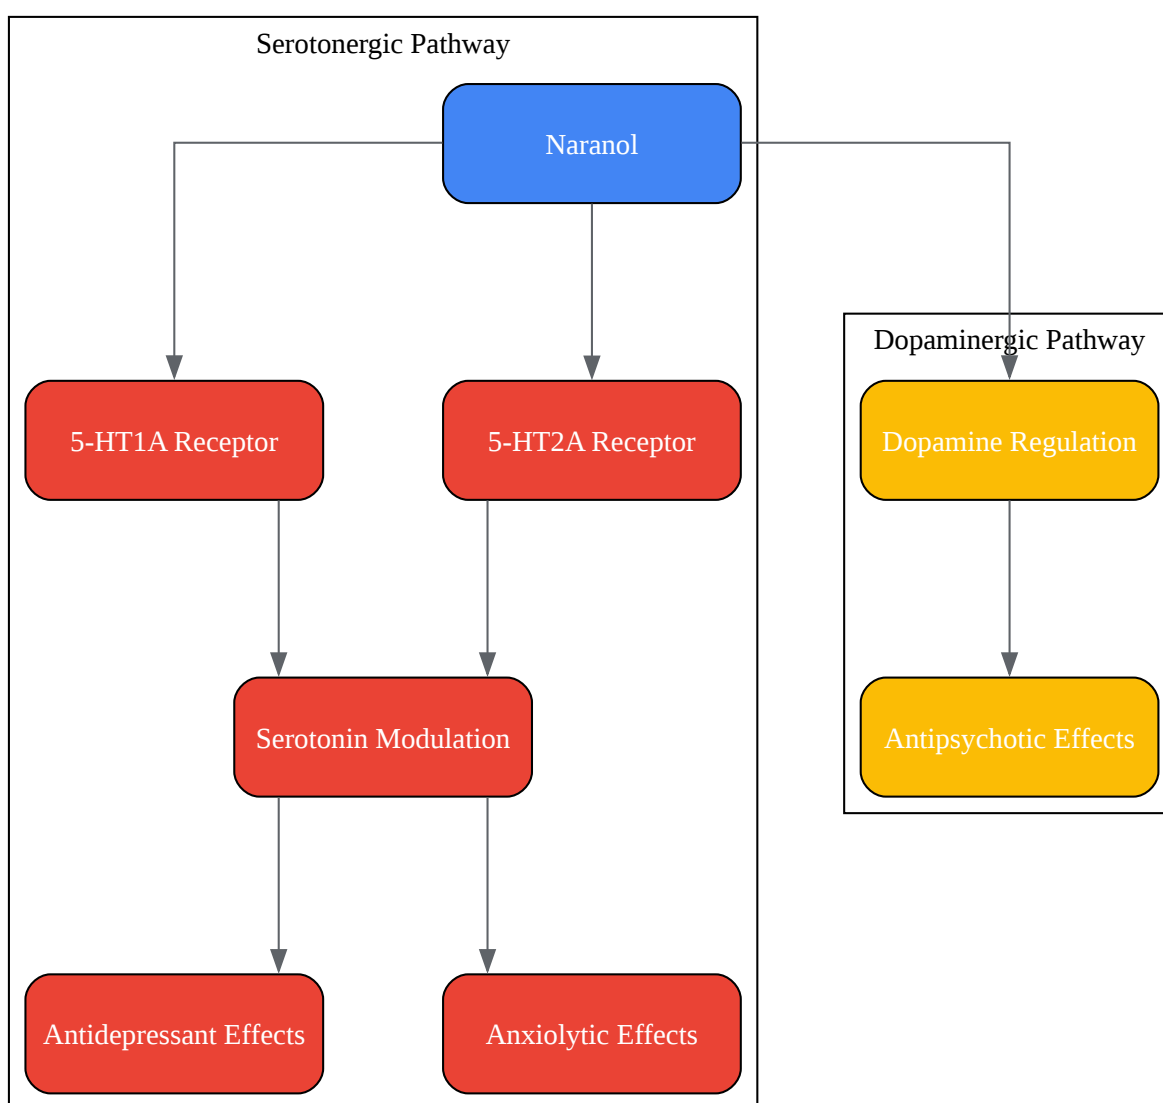 Serotonergic Pathway
Naranol
Dopaminergic Pathway
5-HT1A Receptor
5-HT2A Receptor
Dopamine Regulation
Serotonin Modulation
Antipsychotic Effects
Antidepressant Effects
Anxiolytic Effects